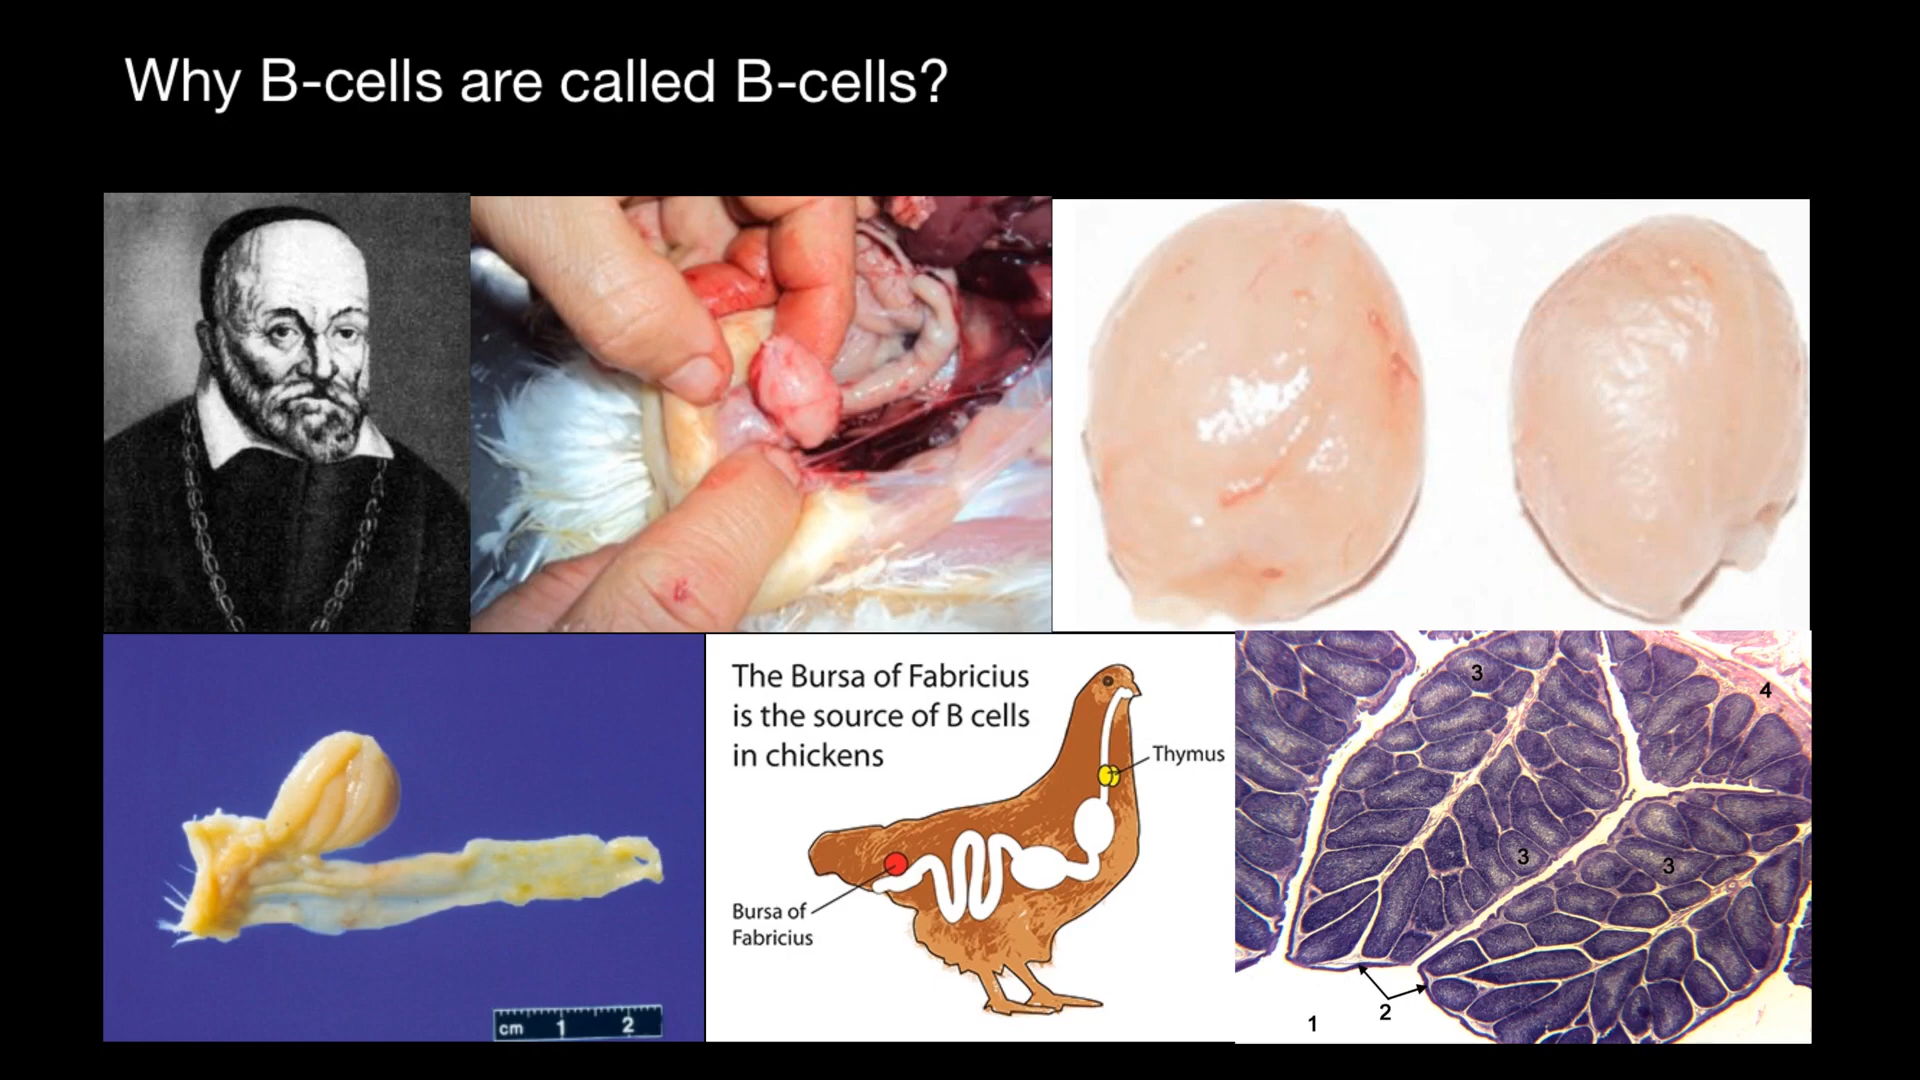 Why B-cells are called B-cells?
The Bursa of Fabricius
is the source of B cells
in chickens
Thymus
Bursa of
Fabricius
cm 1 2
3
4
3
3
2
1